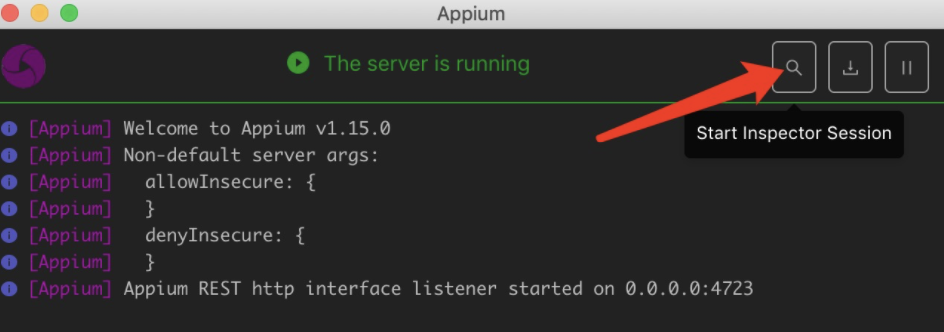 Appium
The server is running
Start Inspector Session
[Appium] Welcome to Appium v1.15.0
[Appium] Non-default server args:
[Appium]   allowInsecure: {
[Appium]   }
[Appium]   denyInsecure: {
[Appium]   }
[Appium] Appium REST http interface listener started on 0.0.0.0:4723